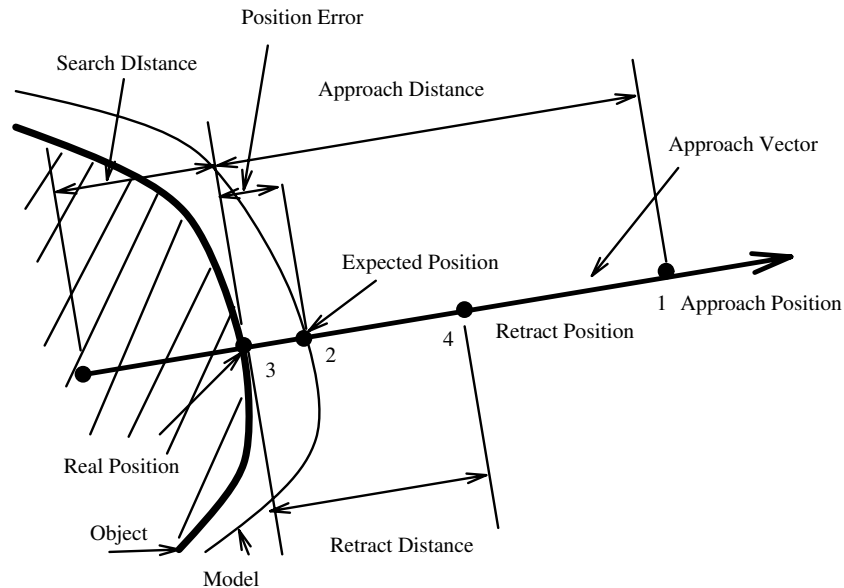 Position Error
Search DIstance
Approach Distance
Approach Vector
Expected Position
1 Approach Position
4 Retract Position
3
2
Real Position
Object
Retract Distance
Model